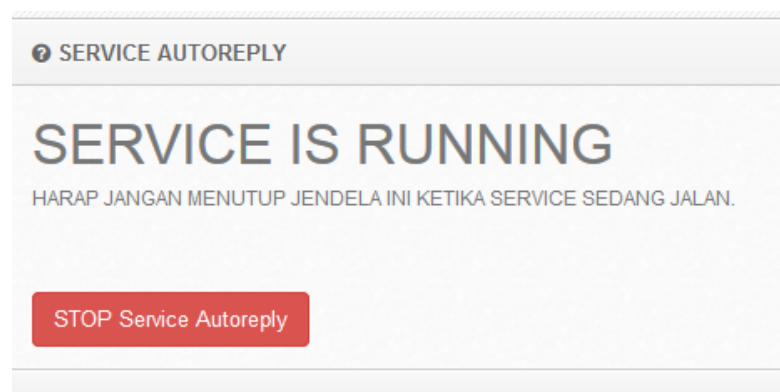 SERVICE AUTOREPLY
SERVICE IS RUNNING
HARAP JANGAN MENUTUP JENDELA INI KETIKA SERVICE SEDANG JALAN.
STOP Service Autoreply